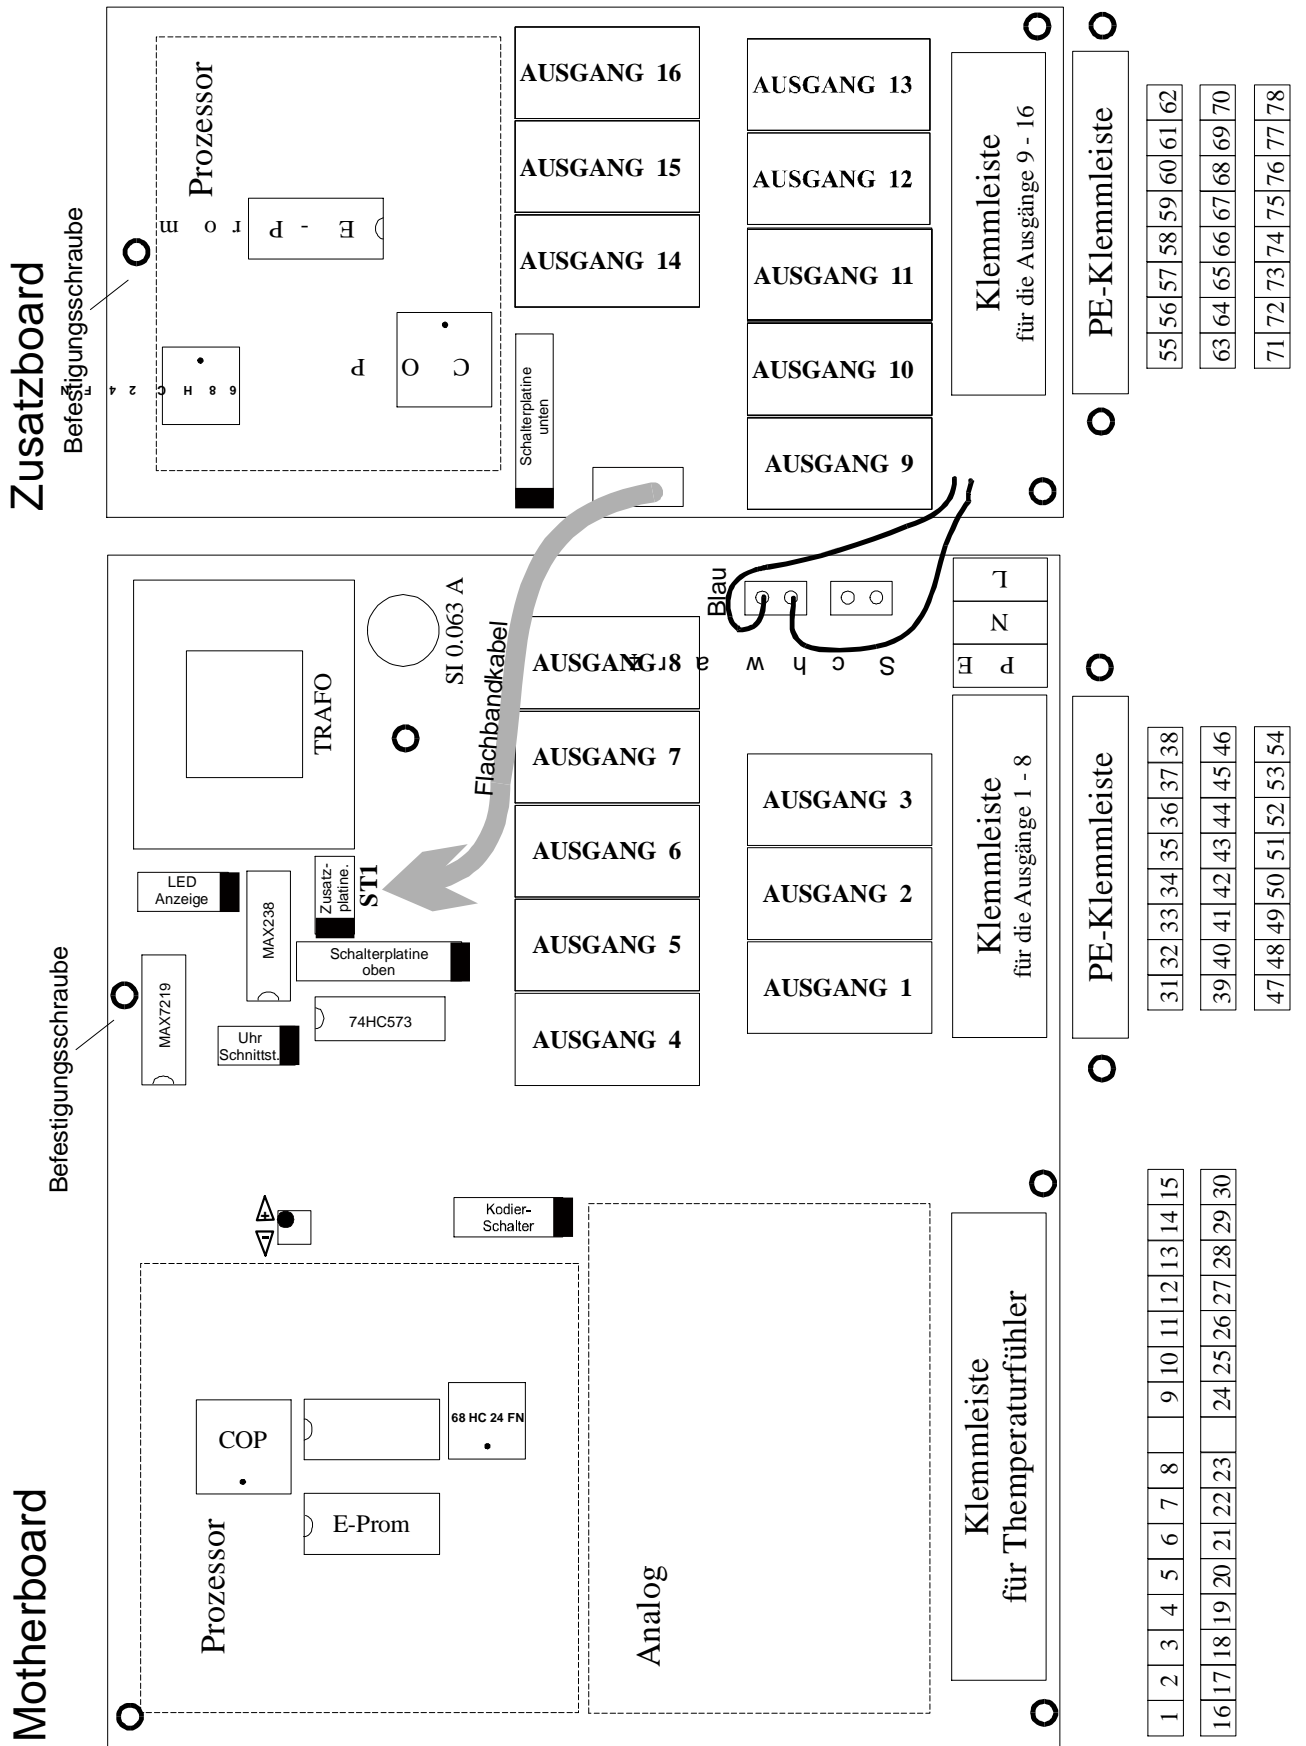 Zusatzboard
Befestigungsschraube
Prozessor
E - P r o m
68HC24FN
C O P
AUSGANG 16
AUSGANG 15
AUSGANG 14
Schalterplatine
unten
AUSGANG 13
AUSGANG 12
AUSGANG 11
AUSGANG 10
AUSGANG 9
Klemmleiste
für die Ausgänge 9 - 16
PE-Klemmleiste
55 56 57 58 59 60 61 62
63 64 65 66 67 68 69 70
71 72 73 74 75 76 77 78
Motherboard
Befestigungsschraube
TRAFO
SI 0.063 A
Flachbandkabel
Blau
Schwarz
L
N
PE
LED
Anzeige
MAX238
Zusatz-
platine.
ST1
Schalterplatine
oben
MAX7219
Uhr
Schnittst.
74HC573
AUSGANG 8
AUSGANG 7
AUSGANG 6
AUSGANG 5
AUSGANG 4
AUSGANG 3
AUSGANG 2
AUSGANG 1
Klemmleiste
für die Ausgänge 1 - 8
PE-Klemmleiste
31 32 33 34 35 36 37 38
39 40 41 42 43 44 45 46
47 48 49 50 51 52 53 54
+
-
Kodier-
Schalter
Prozessor
COP
E-Prom
68 HC 24 FN
Analog
Klemmleiste
für Themperaturfühler
1 2 3 4 5 6 7 8 9 10 11 12 13 14 15
16 17 18 19 20 21 22 23 24 25 26 27 28 29 30